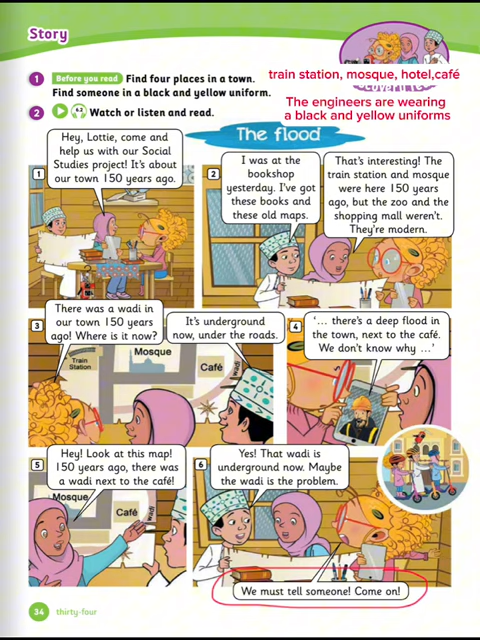 Story
train station, mosque, hotel,café
The engineers are wearing
a black and yellow uniforms
1 Before you read Find four places in a town.
Find someone in a black and yellow uniform.
2 6.2 Watch or listen and read.
The flood
1
Hey, Lottie, come and
help us with our Social
Studies project! It's about
our town 150 years ago.
2
I was at the
bookshop
yesterday. I've got
these books and
these old maps.
That's interesting! The
train station and mosque
were here 150 years
ago, but the zoo and the
shopping mall weren't.
They're modern.
3
There was a wadi in
our town 150 years
ago! Where is it now?
It's underground
now, under the roads.
Train
Station
Mosque
Café
Wadi
4
'... there's a deep flood in
the town, next to the café.
We don't know why ...'
5
Hey! Look at this map!
150 years ago, there was
a wadi next to the café!
Mosque
Café
Wadi
6
Yes! That wadi is
underground now. Maybe
the wadi is the problem.
We must tell someone! Come on!
34 thirty-four